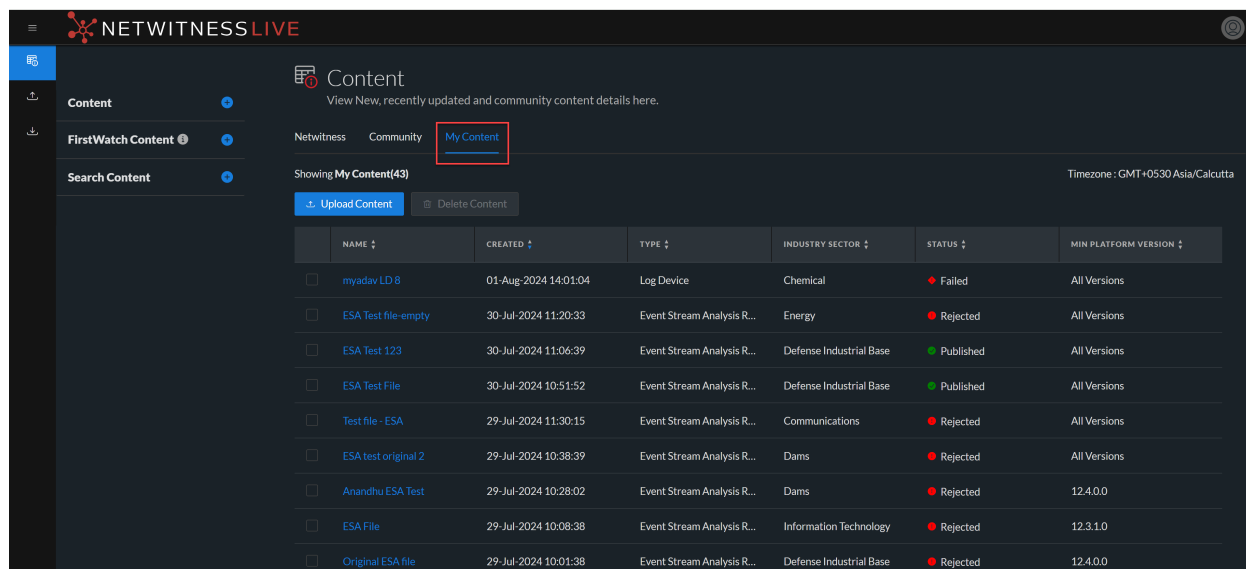 NETWITNESS LIVE
Content
View New, recently updated and community content details here.
Content
FirstWatch Content
Search Content
Netwitness Community My Content
Showing My Content(43) Timezone : GMT+0530 Asia/Calcutta
Upload Content Delete Content
NAME CREATED TYPE INDUSTRY SECTOR STATUS MIN PLATFORM VERSION
myadav LD 8 01-Aug-2024 14:01:04 Log Device Chemical Failed All Versions
ESA Test file-empty 30-Jul-2024 11:20:33 Event Stream Analysis R... Energy Rejected All Versions
ESA Test 123 30-Jul-2024 11:06:39 Event Stream Analysis R... Defense Industrial Base Published All Versions
ESA Test File 30-Jul-2024 10:51:52 Event Stream Analysis R... Defense Industrial Base Published All Versions
Test file - ESA 29-Jul-2024 11:30:15 Event Stream Analysis R... Communications Rejected All Versions
ESA test original 2 29-Jul-2024 10:38:39 Event Stream Analysis R... Dams Rejected All Versions
Anandhu ESA Test 29-Jul-2024 10:28:02 Event Stream Analysis R... Dams Rejected 12.4.0.0
ESA File 29-Jul-2024 10:08:38 Event Stream Analysis R... Information Technology Rejected 12.3.1.0
Original ESA file 29-Jul-2024 10:01:38 Event Stream Analysis R... Defense Industrial Base Rejected 12.4.0.0